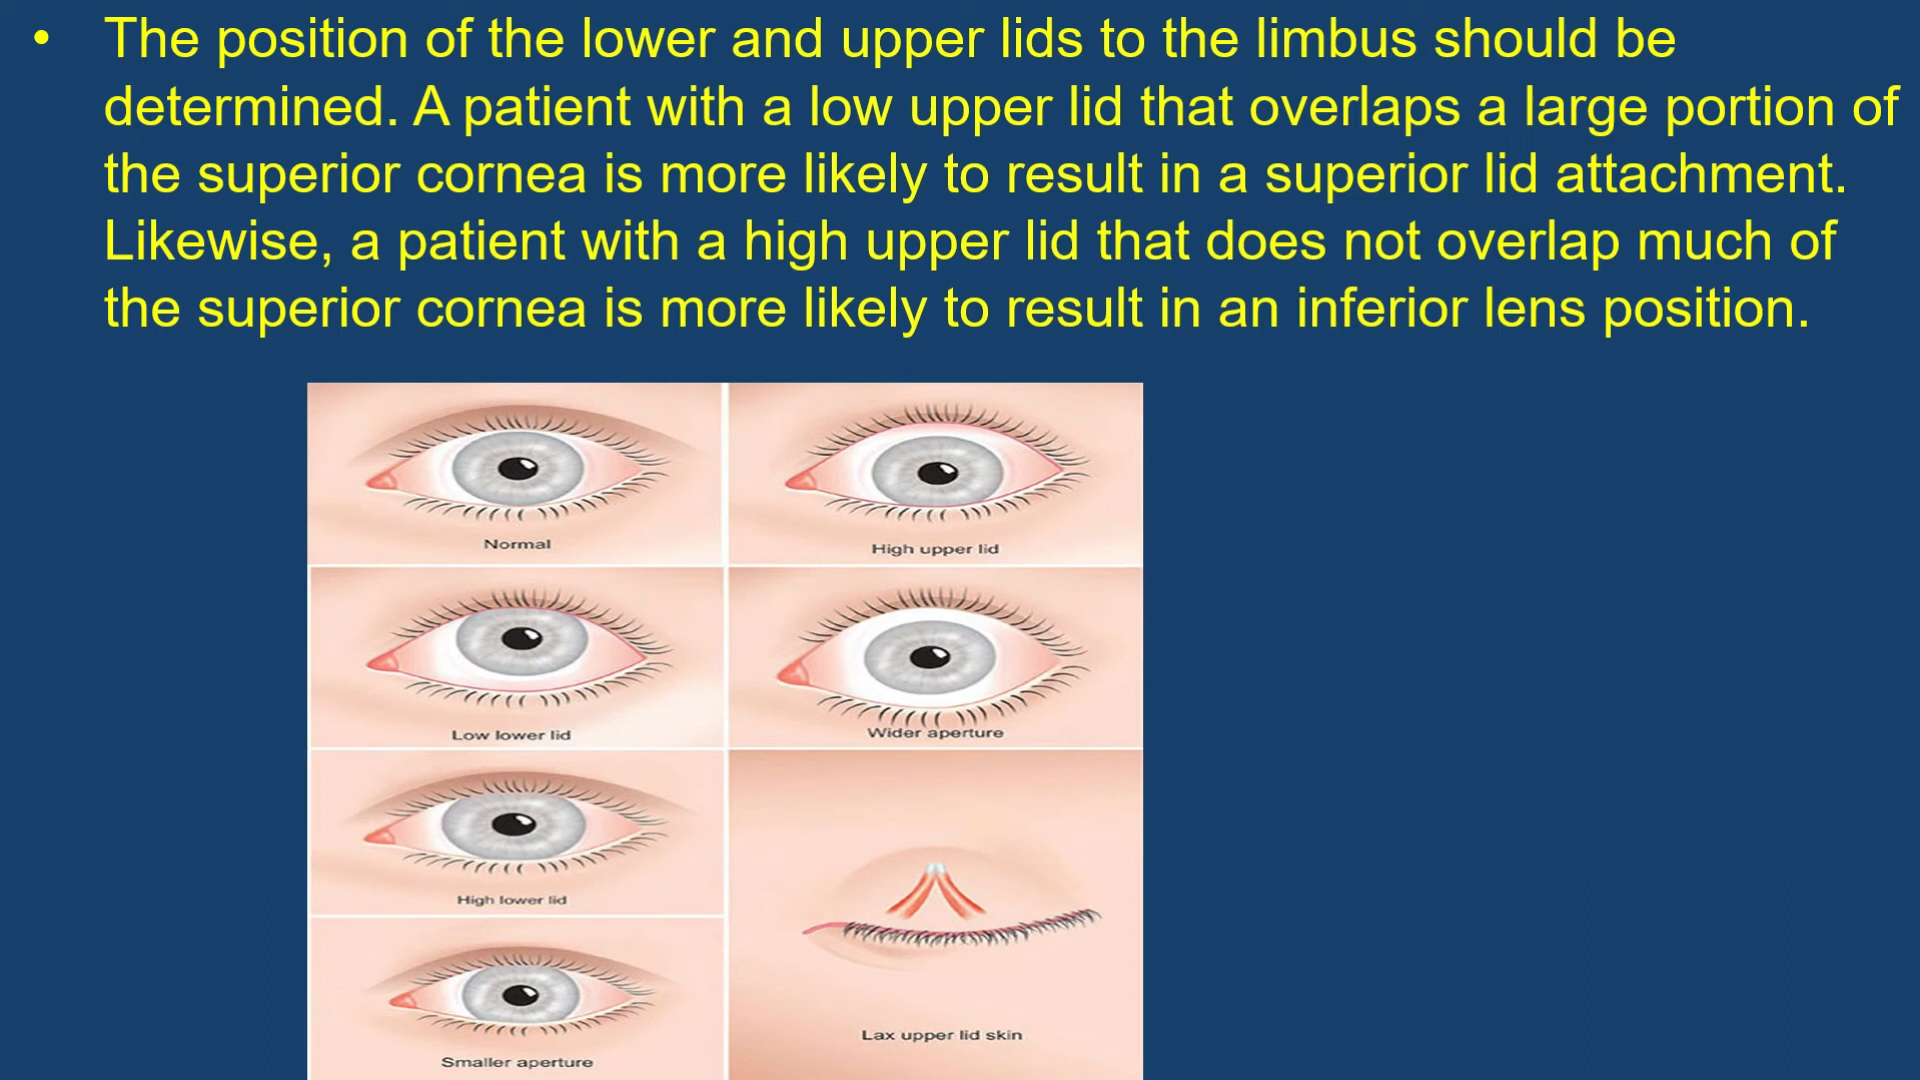 • The position of the lower and upper lids to the limbus should be
determined. A patient with a low upper lid that overlaps a large portion of
the superior cornea is more likely to result in a superior lid attachment.
Likewise, a patient with a high upper lid that does not overlap much of
the superior cornea is more likely to result in an inferior lens position.
Normal
High upper lid
Low lower lid
Wider aperture
High lower lid
Lax upper lid skin
Smaller aperture